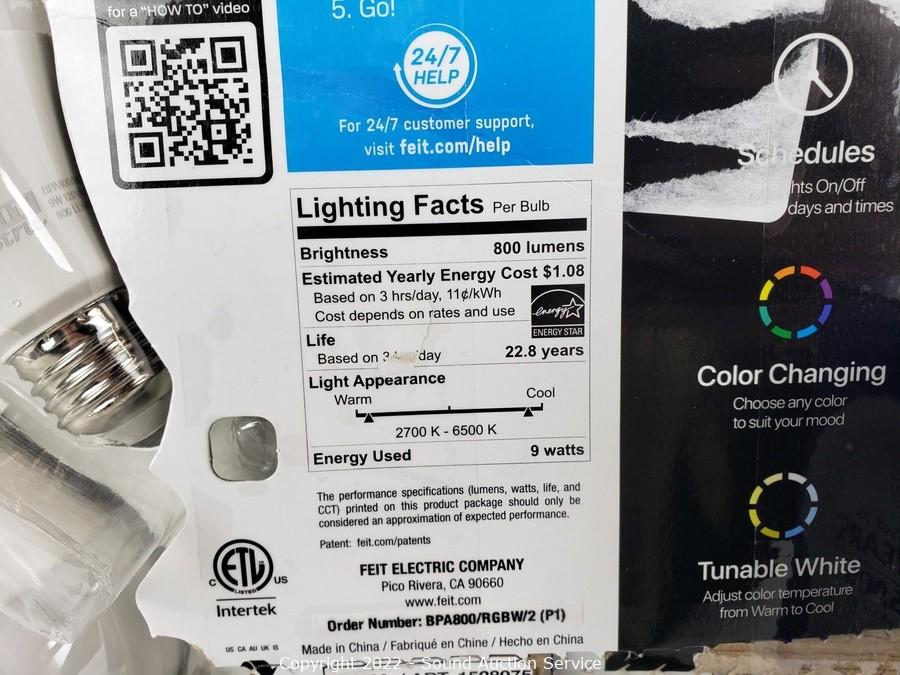 for a "HOW TO" video
5. Go!
24/7
HELP
For 24/7 customer support,
visit feit.com/help
Lighting Facts Per Bulb
Brightness 800 lumens
Estimated Yearly Energy Cost $1.08
Based on 3 hrs/day, 11¢/kWh
Cost depends on rates and use
energy
ENERGY STAR
Life
Based on 3 /day 22.8 years
Light Appearance
Warm Cool
2700 K - 6500 K
Energy Used 9 watts
The performance specifications (lumens, watts, life, and
CCT) printed on this product package should only be
considered an approximation of expected performance.
Patent: feit.com/patents
FEIT ELECTRIC COMPANY
Pico Rivera, CA 90660
www.feit.com
Order Number: BPA800/RGBW/2 (P1)
Made in China / Fabriqué en Chine / Hecho en China
C ETL US
LISTED
Intertek
US CA AU UK IS
Schedules
hts On/Off
days and times
Color Changing
Choose any color
to suit your mood
Tunable White
Adjust color temperature
from Warm to Cool
Copyright 2022 - Sound Auction Service